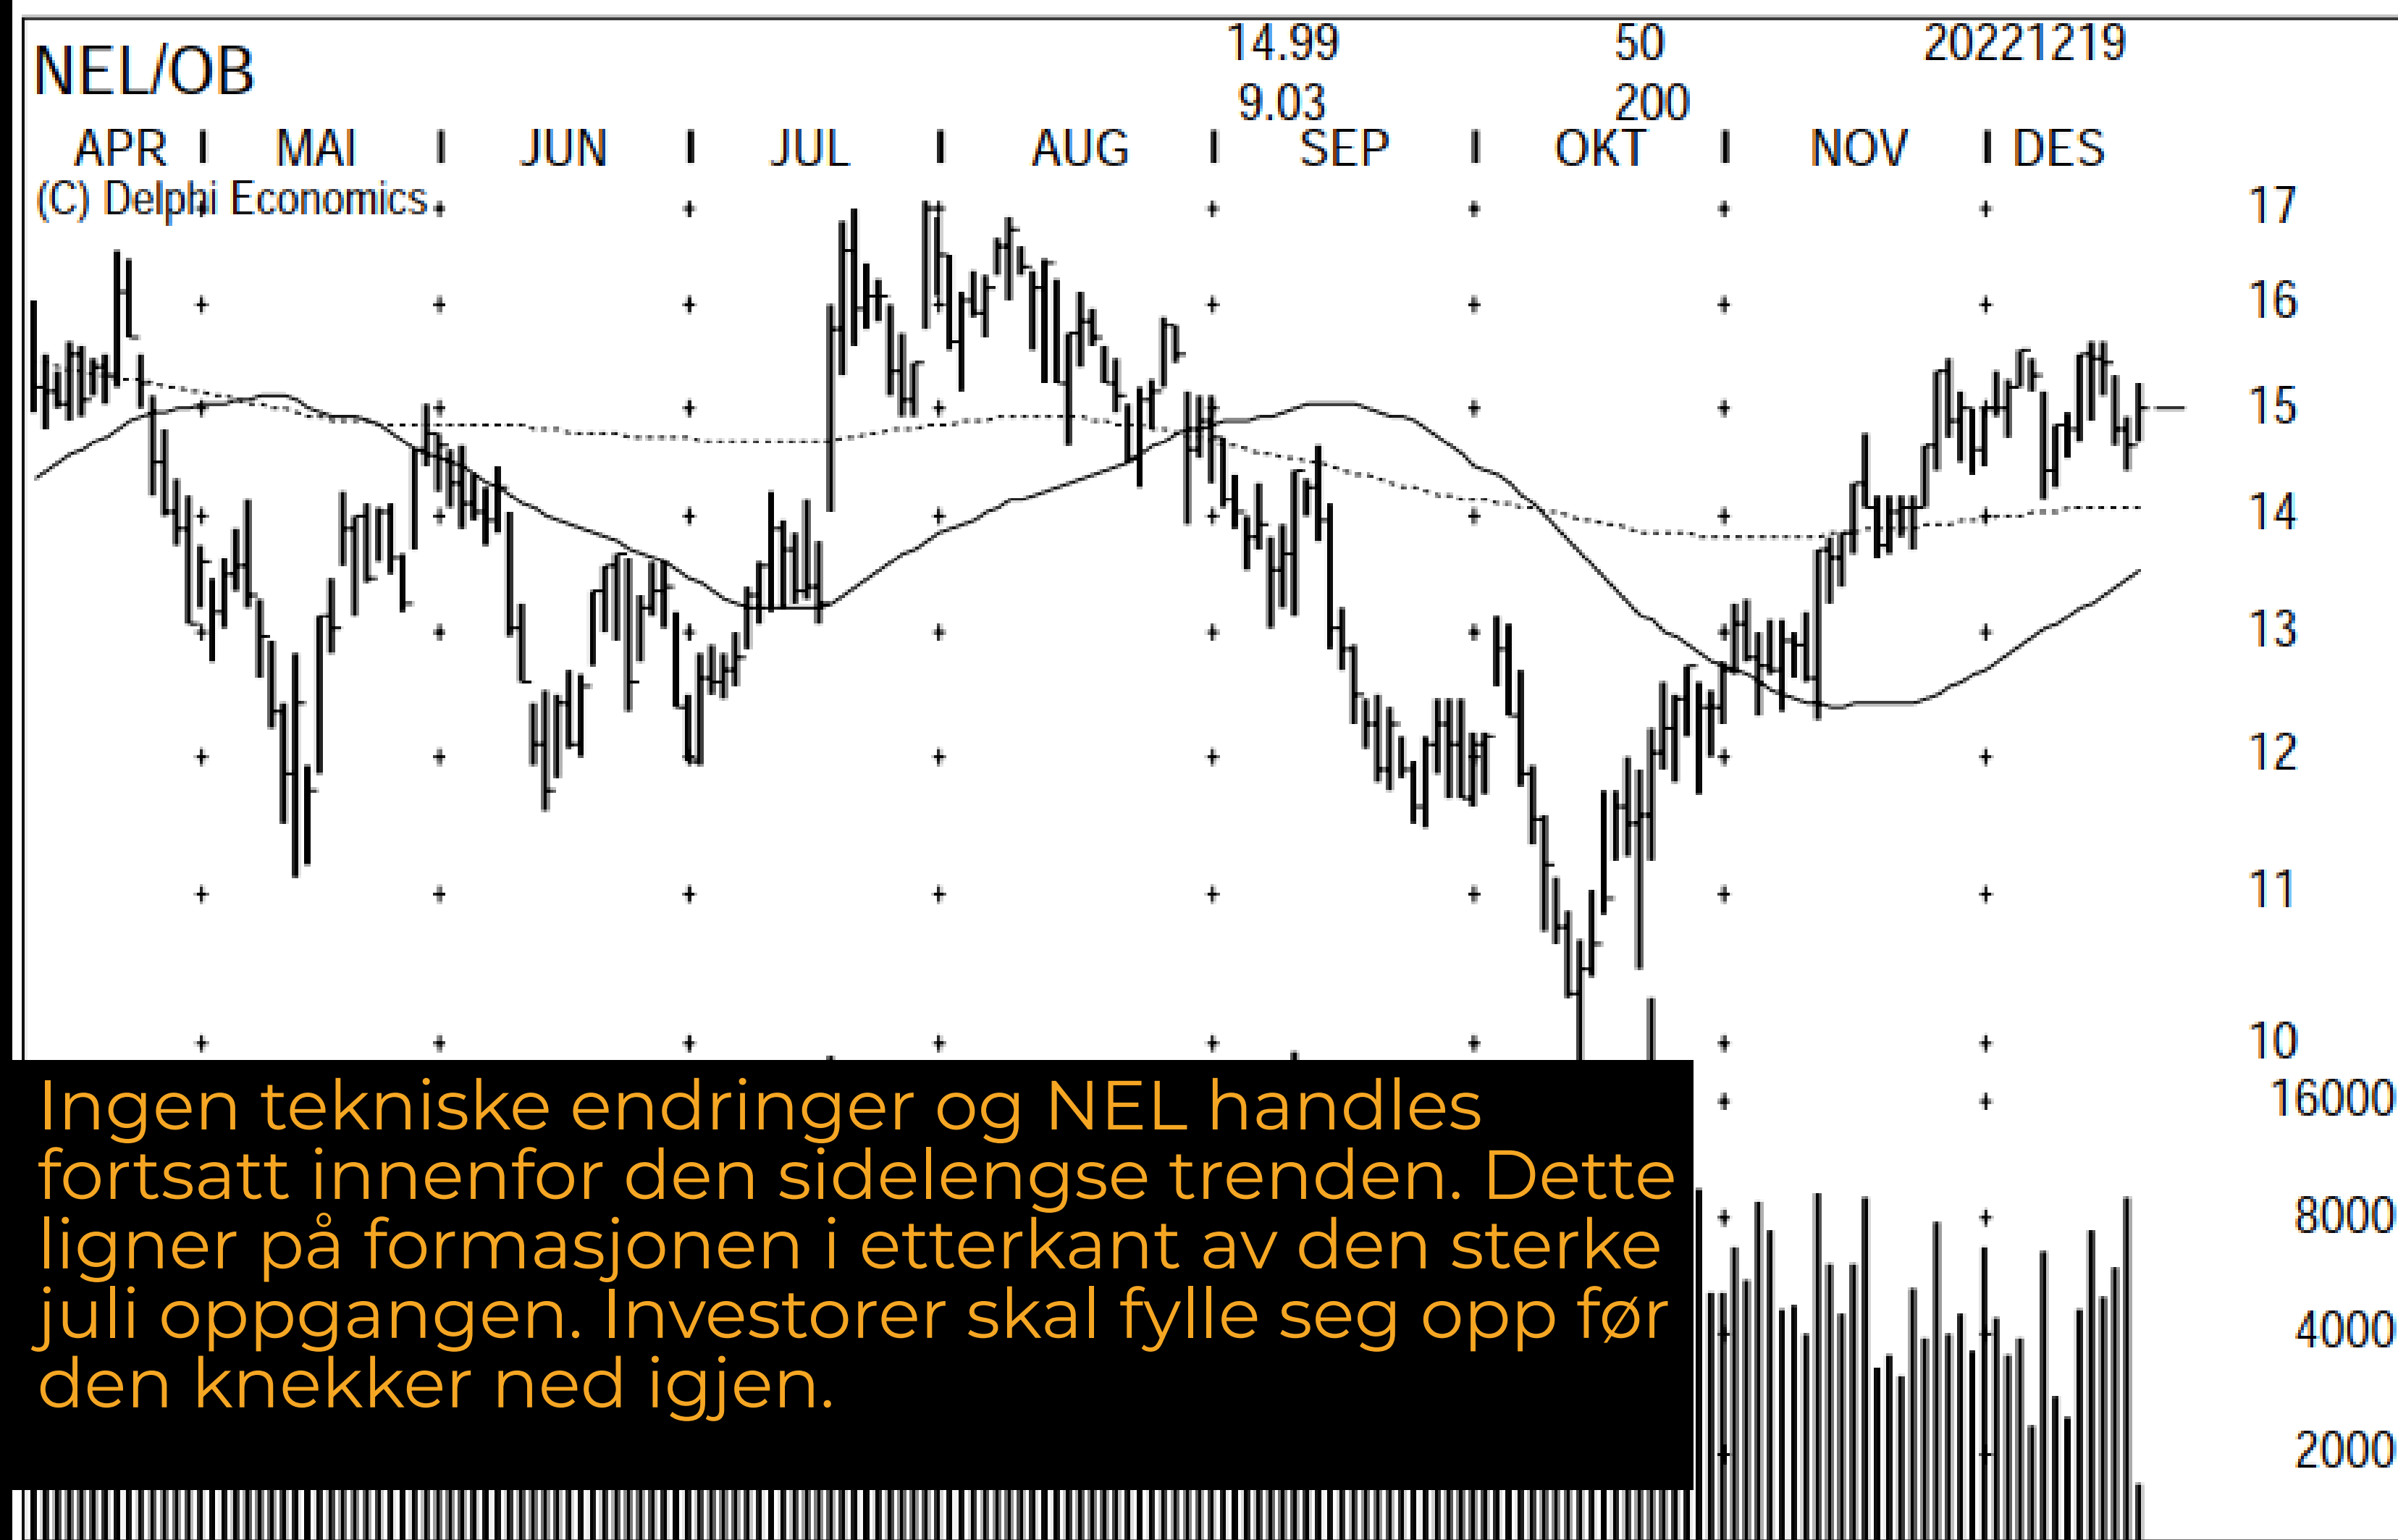 NEL/OB 14.99 50 20221219
9.03 200
APR MAI JUN JUL AUG SEP OKT NOV DES
(C) Delphi Economics
17
16
15
14
13
12
11
10
16000
8000
4000
2000
Ingen tekniske endringer og NEL handles
fortsatt innenfor den sidelengse trenden. Dette
ligner på formasjonen i etterkant av den sterke
juli oppgangen. Investorer skal fylle seg opp før
den knekker ned igjen.